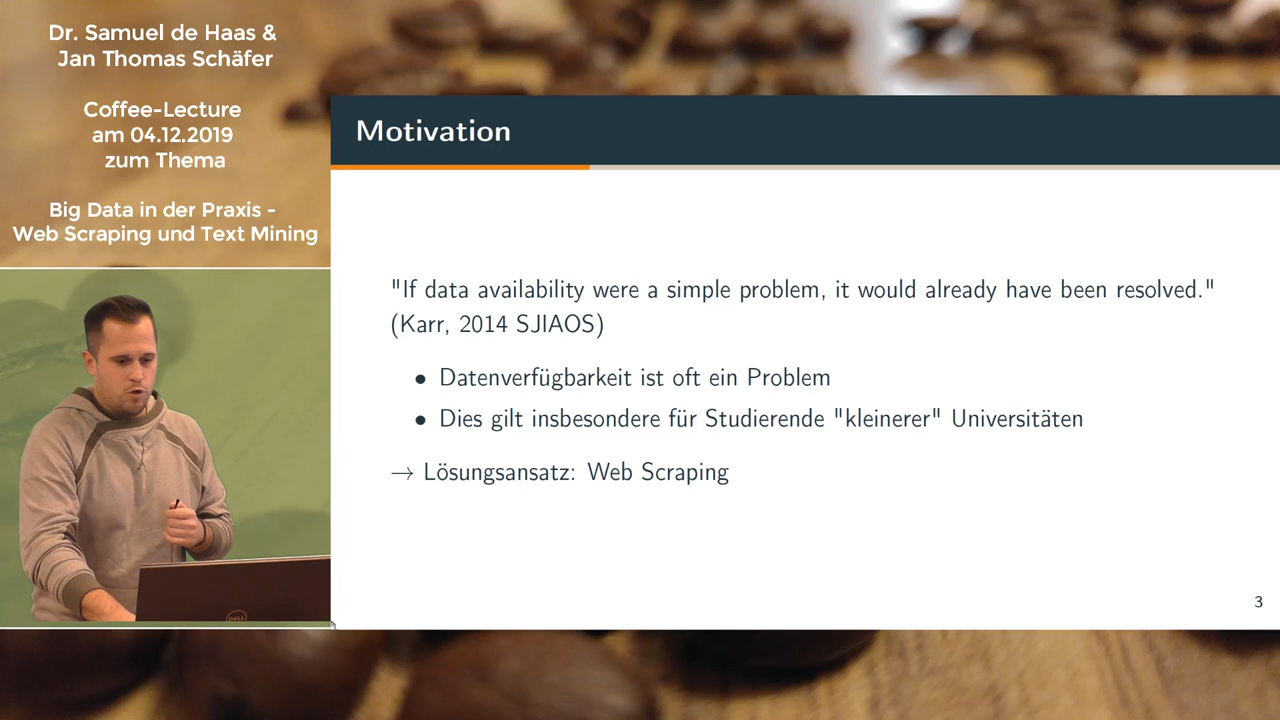 Dr. Samuel de Haas &
Jan Thomas Schäfer
Coffee-Lecture
am 04.12.2019
zum Thema
Big Data in der Praxis -
Web Scraping und Text Mining
Motivation
"If data availability were a simple problem, it would already have been resolved."
(Karr, 2014 SJIAOS)
• Datenverfügbarkeit ist oft ein Problem
• Dies gilt insbesondere für Studierende "kleinerer" Universitäten
→ Lösungsansatz: Web Scraping
3
DELL